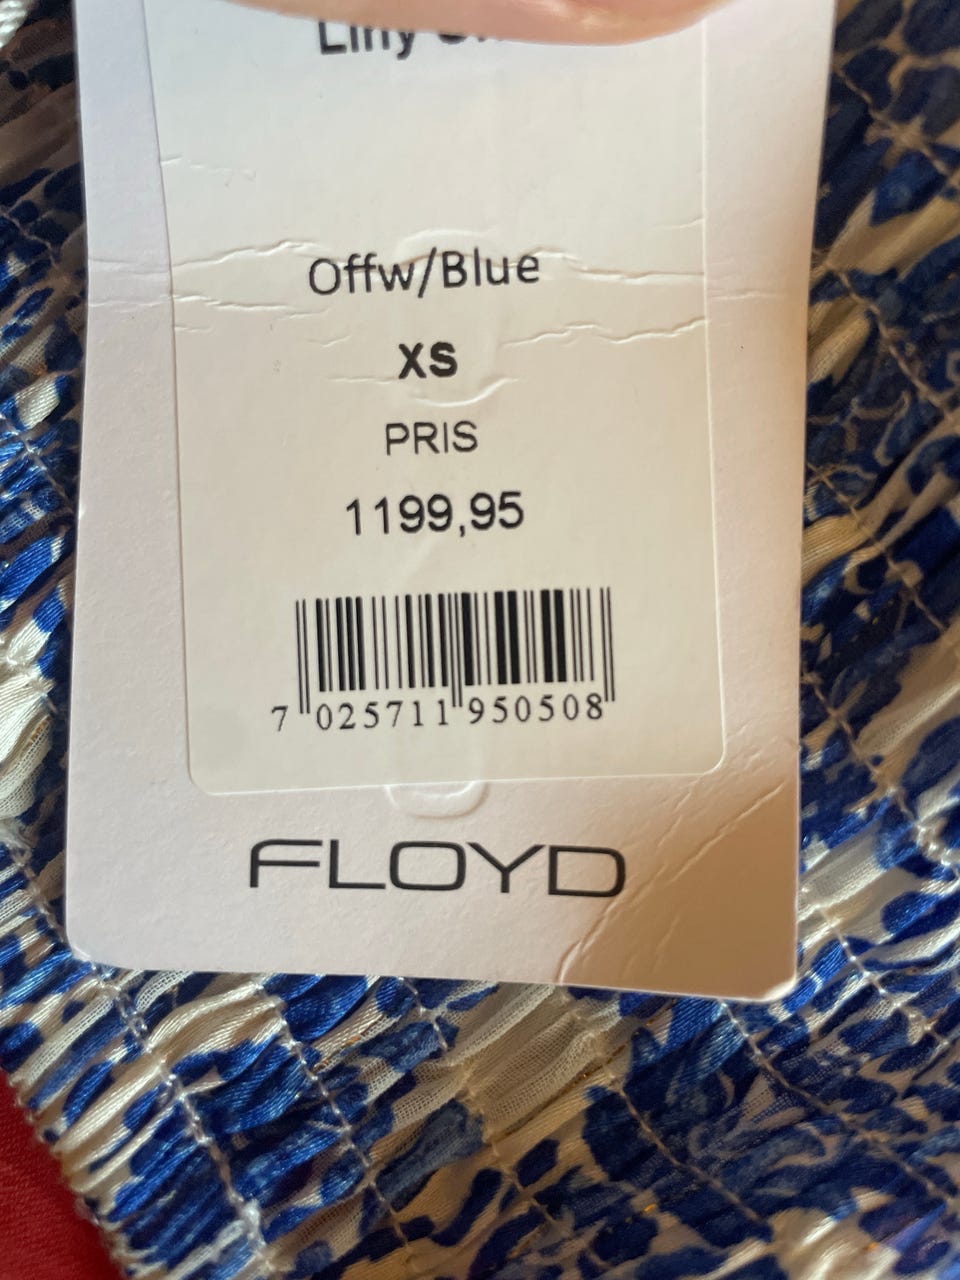 Offw/Blue
XS
PRIS
1199,95
7 025711 950508
FLOYD